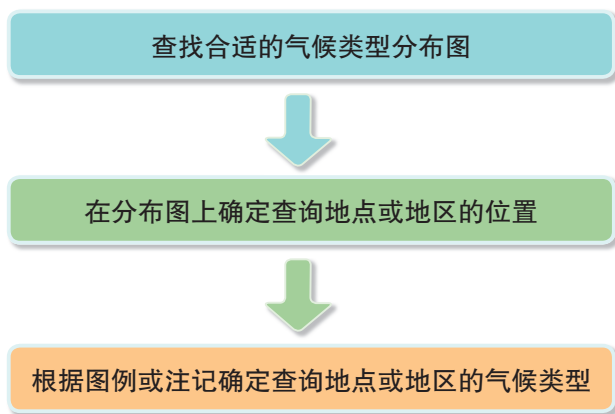 查找合适的气候类型分布图
在分布图上确定查询地点或地区的位置
根据图例或注记确定查询地点或地区的气候类型